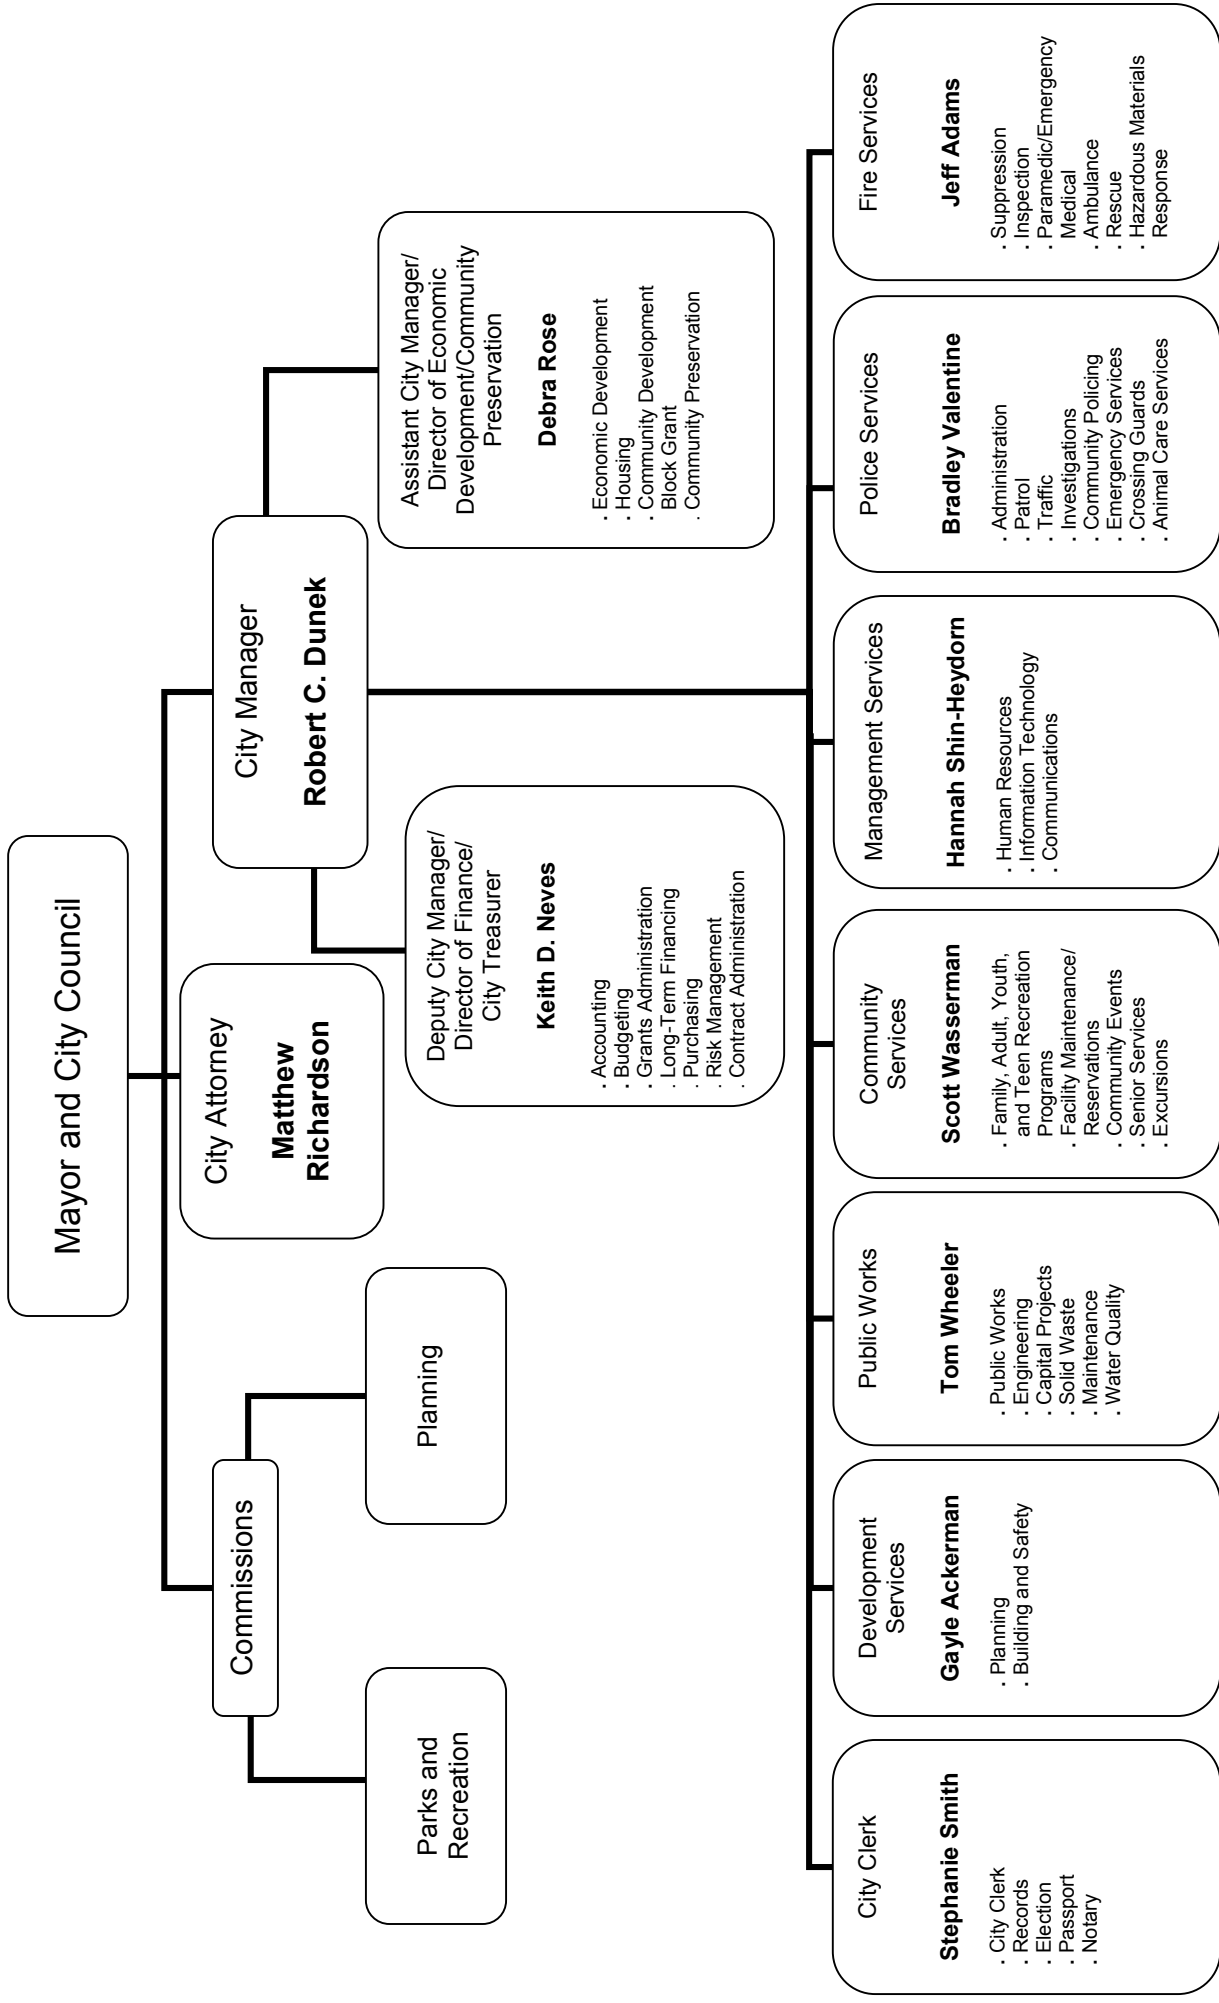 Mayor and City Council
Commissions
Parks and
Recreation
Planning
City Attorney
Matthew
Richardson
City Manager
Robert C. Dunek
Deputy City Manager/
Director of Finance/
City Treasurer
Keith D. Neves
. Accounting
. Budgeting
. Grants Administration
. Long-Term Financing
. Purchasing
. Risk Management
. Contract Administration
Assistant City Manager/
Director of Economic
Development/Community
Preservation
Debra Rose
. Economic Development
. Housing
. Community Development
Block Grant
. Community Preservation
City Clerk
Stephanie Smith
. City Clerk
. Records
. Election
. Passport
. Notary
Development
Services
Gayle Ackerman
. Planning
. Building and Safety
Public Works
Tom Wheeler
. Public Works
. Engineering
. Capital Projects
. Solid Waste
. Maintenance
. Water Quality
Community
Services
Scott Wasserman
. Family, Adult, Youth,
and Teen Recreation
Programs
. Facility Maintenance/
Reservations
. Community Events
. Senior Services
. Excursions
Management Services
Hannah Shin-Heydorn
. Human Resources
. Information Technology
. Communications
Police Services
Bradley Valentine
. Administration
. Patrol
. Traffic
. Investigations
. Community Policing
. Emergency Services
. Crossing Guards
. Animal Care Services
Fire Services
Jeff Adams
. Suppression
. Inspection
. Paramedic/Emergency
Medical
. Ambulance
. Rescue
. Hazardous Materials
Response